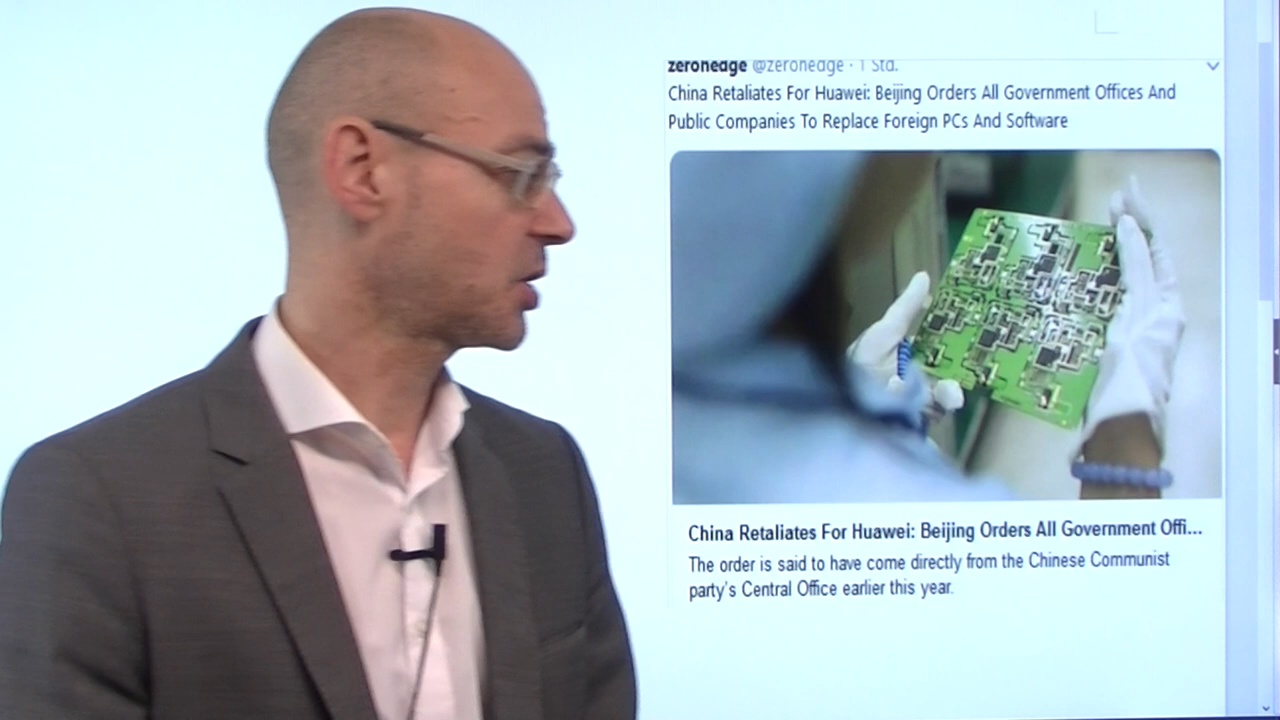 zerohedge @zerohedge · 1 Std.
China Retaliates For Huawei: Beijing Orders All Government Offices And
Public Companies To Replace Foreign PCs And Software
China Retaliates For Huawei: Beijing Orders All Government Offi...
The order is said to have come directly from the Chinese Communist
party's Central Office earlier this year.